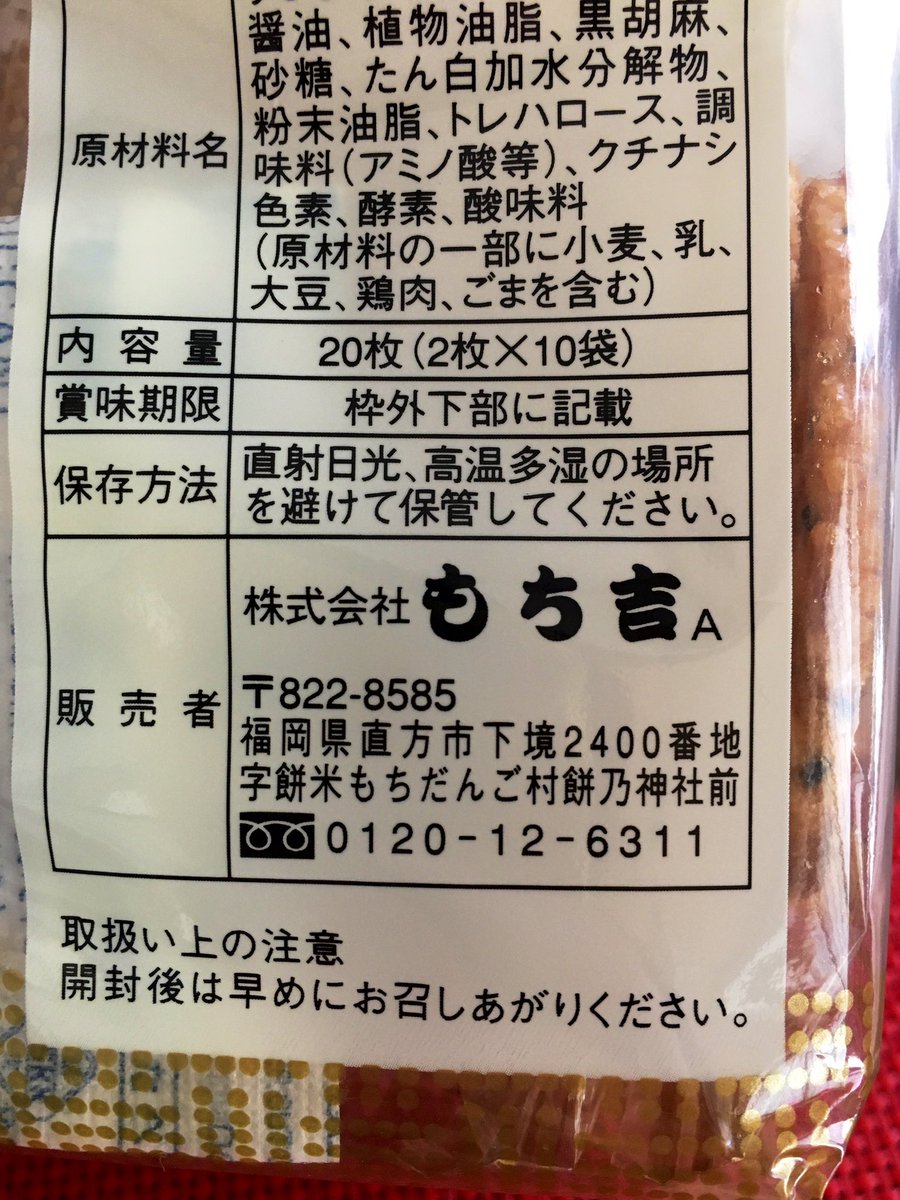 原材料名
醤油、植物油脂、黒胡麻、
砂糖、たん白加水分解物、
粉末油脂、トレハロース、調
味料（アミノ酸等）、クチナシ
色素、酵素、酸味料
（原材料の一部に小麦、乳、
大豆、鶏肉、ごまを含む）
内容量 20枚（2枚×10袋）
賞味期限 枠外下部に記載
保存方法
直射日光、高温多湿の場所
を避けて保管してください。
販売者
株式会社もち吉A
〒822-8585
福岡県直方市下境2400番地
字餅米もちだんご村餅乃神社前
0120-12-6311
取扱い上の注意
開封後は早めにお召しあがりください。